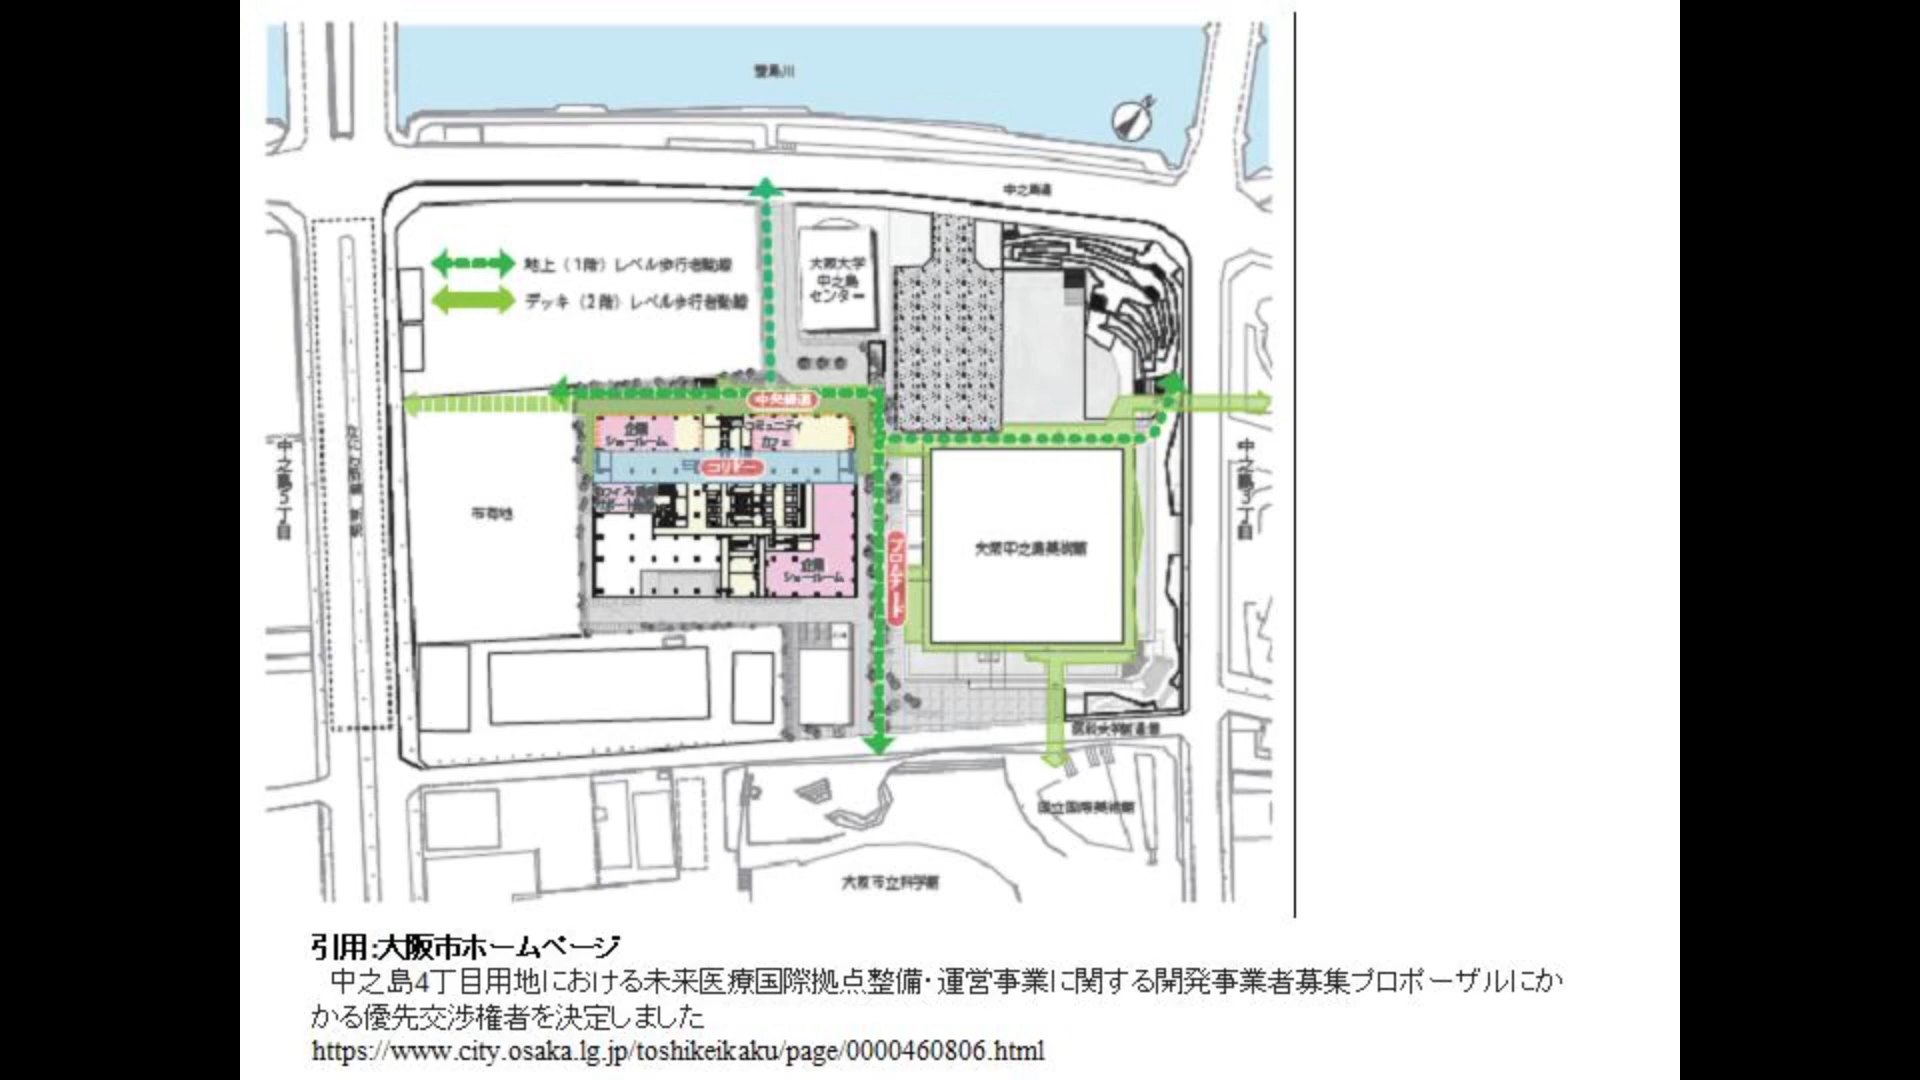 堂島川
中之島通
地上（1階）レベル歩行者動線
デッキ（2階）レベル歩行者動線
大阪大学
中之島
センター
中央緑道
企業
ショールーム
コミュニティ
カフェ
コリドー
中之島5丁目
中之島3丁目
市有地
プロムナード
大阪中之島美術館
企業
ショールーム
国立国際美術館
大阪市立科学館
引用:大阪市ホームページ
中之島4丁目用地における未来医療国際拠点整備・運営事業に関する開発事業者募集プロポーザルにか
かる優先交渉権者を決定しました
https://www.city.osaka.lg.jp/toshikeikaku/page/0000460806.html